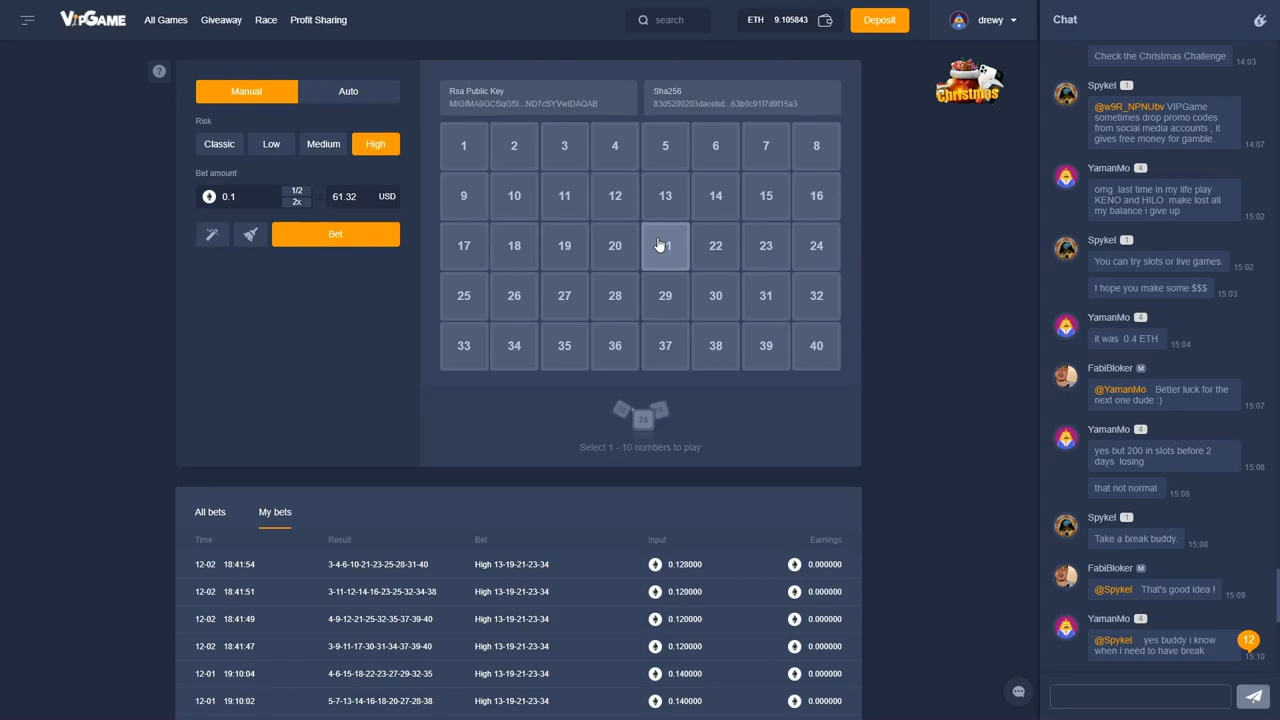 VIPGAME
All Games
Giveaway
Race
Profit Sharing
search
ETH 9.105843
Deposit
drewy
Chat
?
Manual
Auto
Risk
Classic
Low
Medium
High
Bet amount
0.1
1/2
2x
61.32
USD
Bet
Rsa Public Key
MIGfMA0GCSqGSI...ND7cSYVwIDAQAB
Sha256
83d5200203dacebd...63b0c91f7d9f15a3
1 2 3 4 5 6 7 8
9 10 11 12 13 14 15 16
17 18 19 20 1 22 23 24
25 26 27 28 29 30 31 32
33 34 35 36 37 38 39 40
26
Select 1 - 10 numbers to play
Christmas
All bets
My bets
Time Result Bet Input Earnings
12-02 18:41:54 3-4-6-10-21-23-25-28-31-40 High 13-19-21-23-34 0.128000 0.000000
12-02 18:41:51 3-11-12-14-16-23-25-32-34-38 High 13-19-21-23-34 0.120000 0.000000
12-02 18:41:49 4-9-12-21-25-32-35-37-39-40 High 13-19-21-23-34 0.120000 0.000000
12-02 18:41:47 3-9-11-17-30-31-34-37-39-40 High 13-19-21-23-34 0.120000 0.000000
12-01 19:10:04 4-6-15-18-22-23-27-29-32-35 High 13-19-21-23-34 0.140000 0.000000
12-01 19:10:02 5-7-13-14-16-18-20-27-28-38 High 13-19-21-23-34 0.140000 0.000000
Check the Christmas Challenge
14:03
Spykel 1
@w9R_NPNUbv VIPGame
sometimes drop promo codes
from social media accounts , it
gives free money for gamble.
14:07
YamanMo 4
omg last time in my life play
KENO and HILO make lost all
my balance i give up
15:02
Spykel 1
You can try slots or live games.
15:02
I hope you make some $$$
15:03
YamanMo 4
it was 0.4 ETH
15:04
FabiBloker M
@YamanMo Better luck for the
next one dude :)
15:07
YamanMo 4
yes but 200 in slots before 2
days losing
15:08
that not normal
15:08
Spykel 1
Take a break buddy.
15:08
FabiBloker M
@Spykel That's good idea !
15:09
YamanMo 4
@Spykel yes buddy i know
when i need to have break
12
15:10